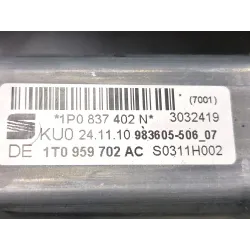 (7001)
*1P0 837 402 N* 3032419
KU0 24.11.10 983605-506_07
DE 1T0 959 702 AC S0311H002